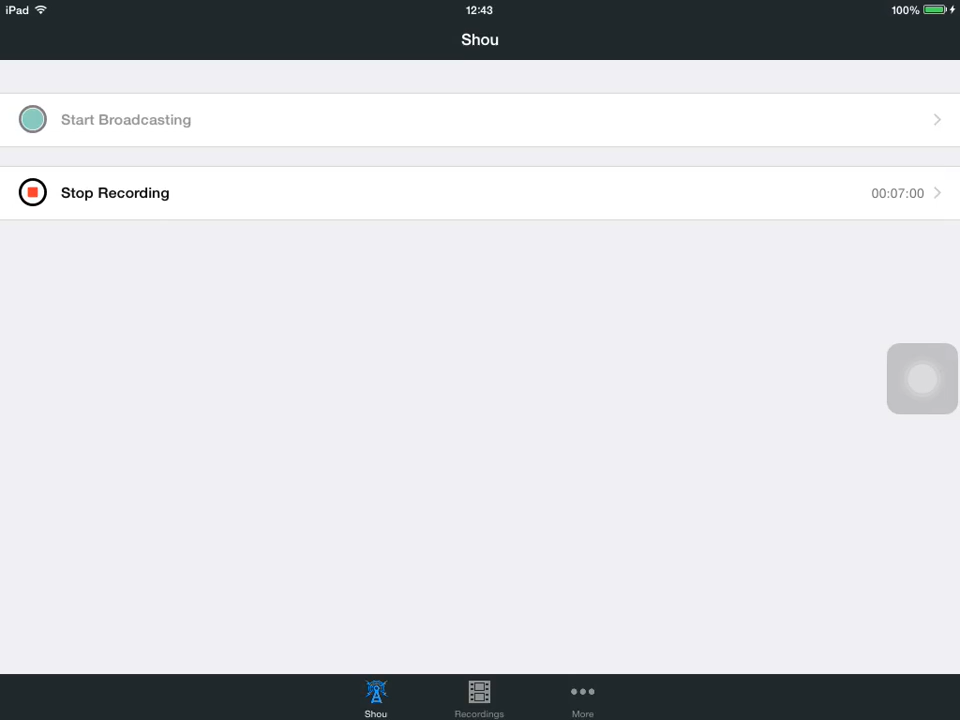 iPad 12:43 100%
Shou
Start Broadcasting
Stop Recording 00:07:00
Shou Recordings More